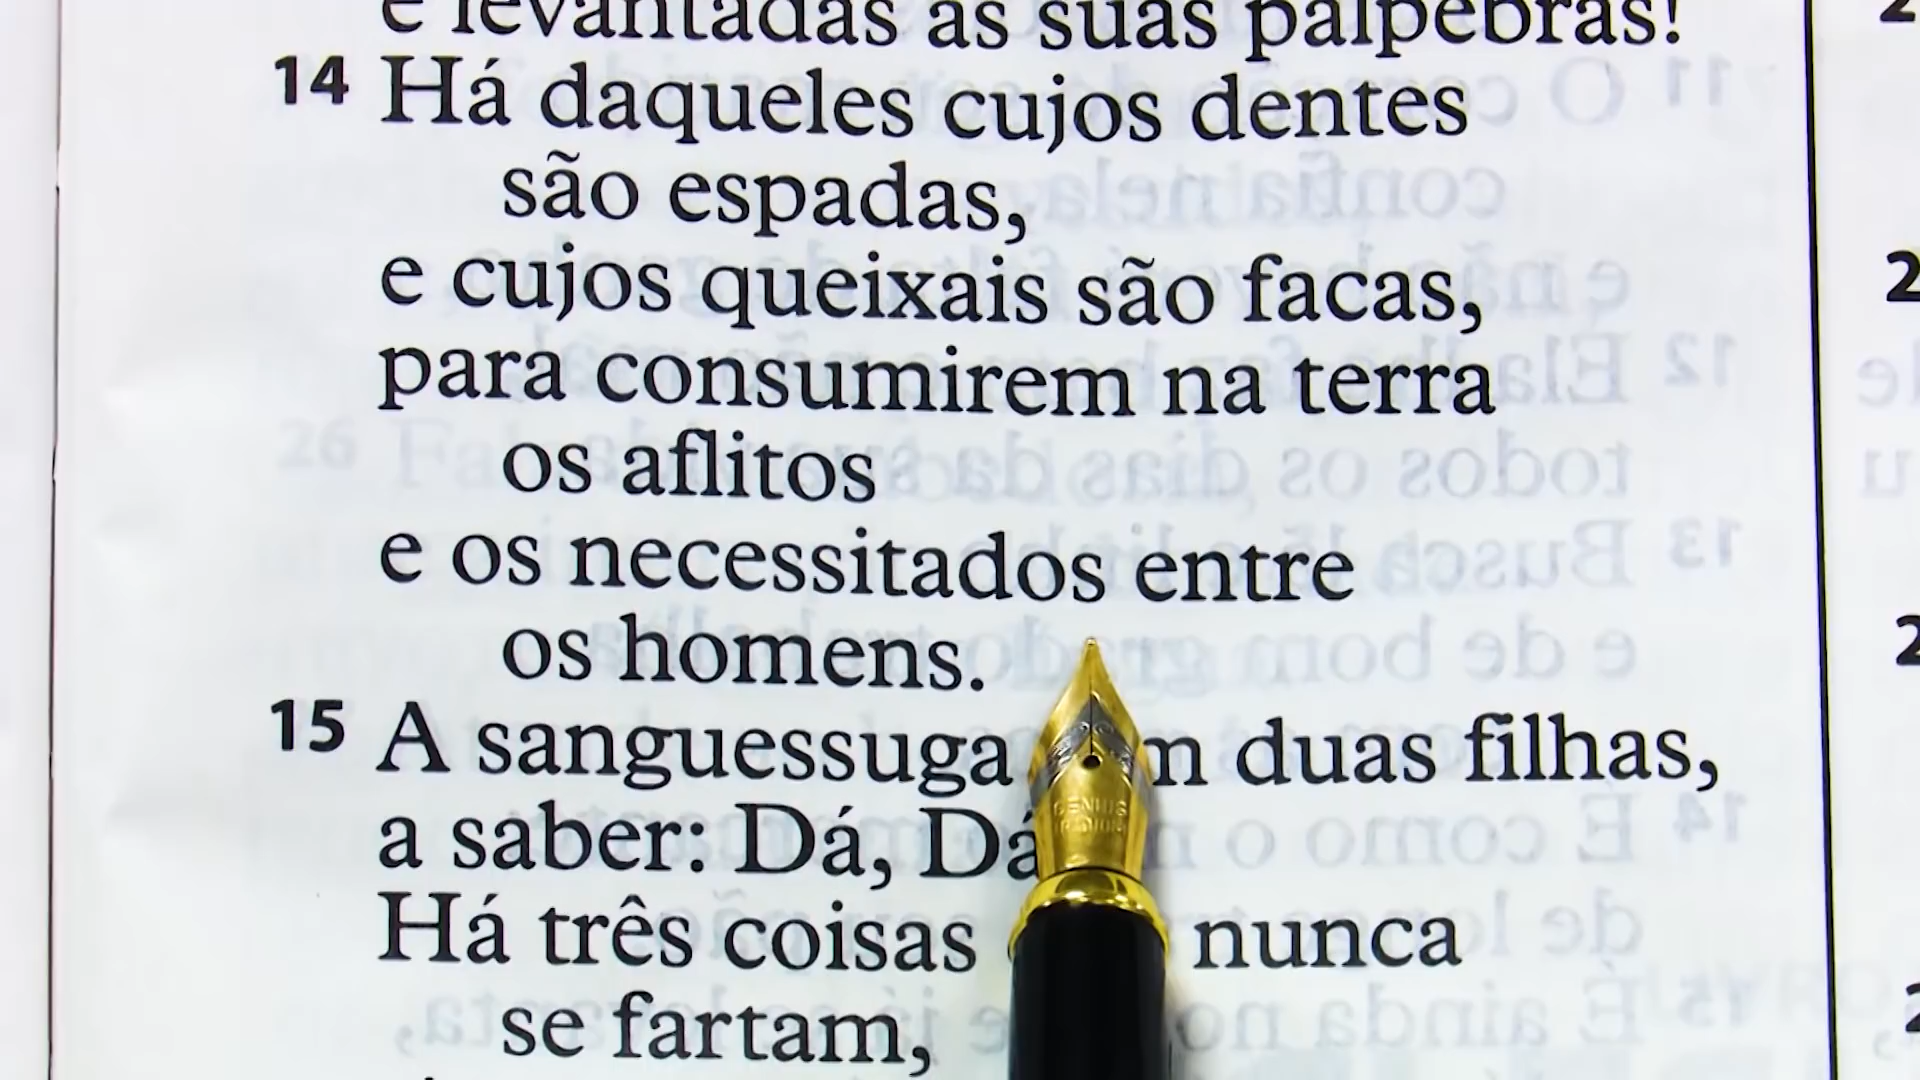 e levantadas as suas pálpebras!
14 Há daqueles cujos dentes
são espadas,
e cujos queixais são facas,
para consumirem na terra
os aflitos
e os necessitados entre
os homens.
15 A sanguessuga duas filhas,
a saber: Dá, Dá
Há três coisas nunca
se fartam,